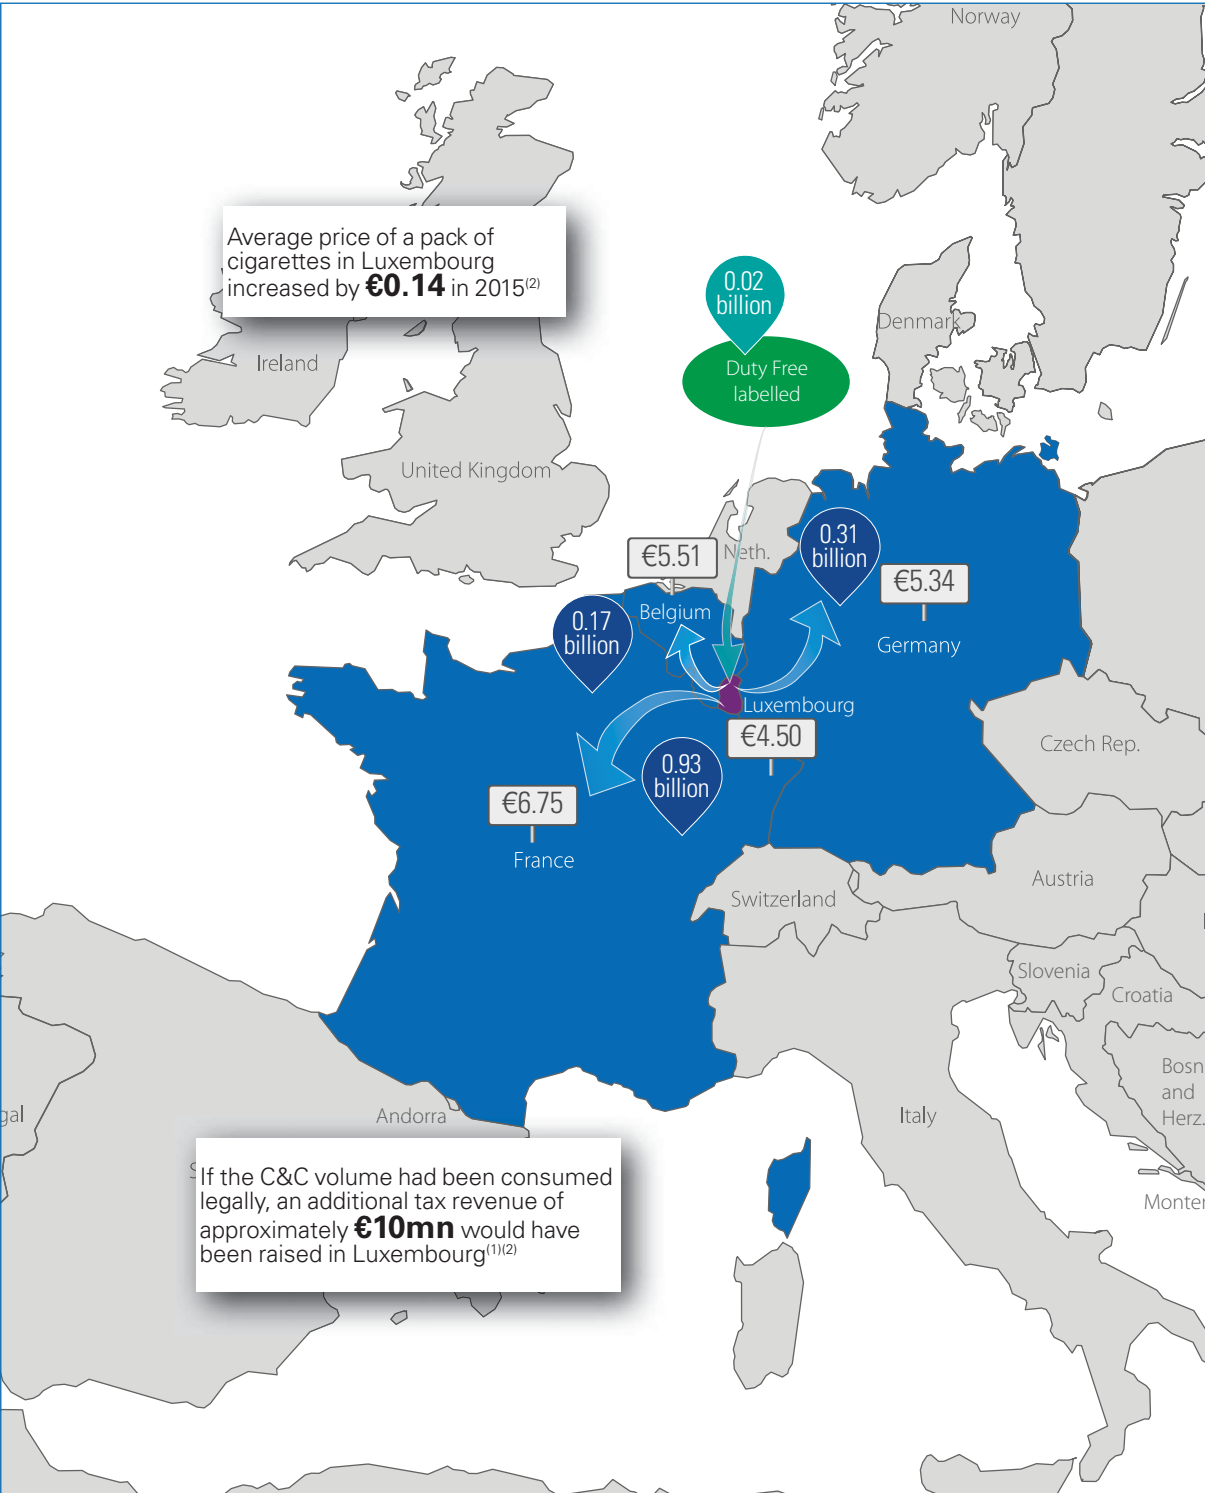 Norway
Average price of a pack of
cigarettes in Luxembourg
increased by €0.14 in 2015(2)
0.02
billion
Denmark
Ireland
Duty Free
labelled
United Kingdom
0.31
billion
€5.51
Neth.
€5.34
0.17
billion
Belgium
Germany
Luxembourg
€4.50
Czech Rep.
0.93
billion
€6.75
France
Austria
Switzerland
Slovenia
Croatia
Bosn
and
Herz.
gal
Andorra
Italy
S
If the C&C volume had been consumed
legally, an additional tax revenue of
approximately €10mn would have
been raised in Luxembourg(1)(2)
Monter